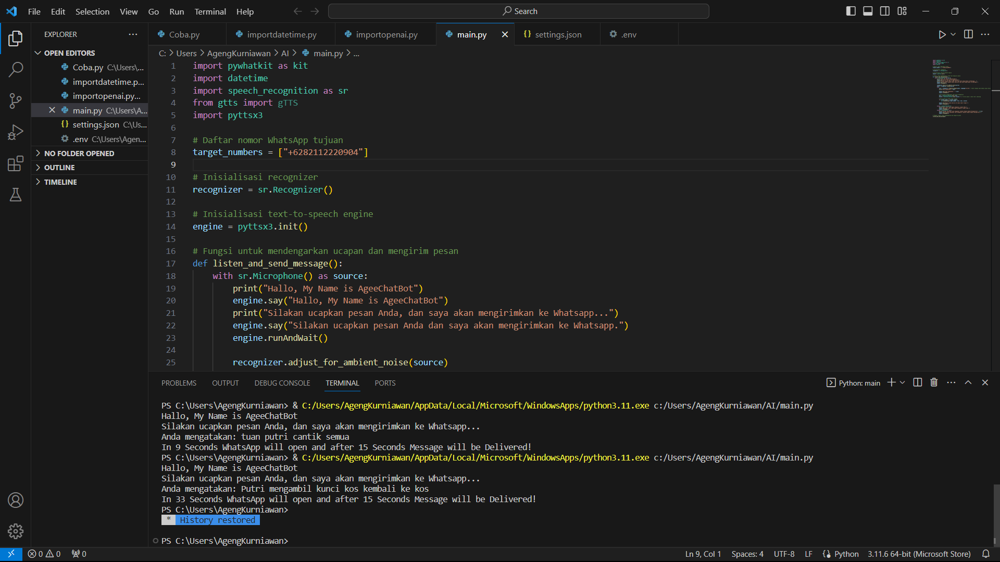 File Edit Selection View Go Run Terminal Help
Search
EXPLORER
OPEN EDITORS
Coba.py C:\Users\...
importdatetime.p...
importopenai.py...
main.py C:\Users\A...
settings.json C:\Us...
.env C:\Users\Agen...
NO FOLDER OPENED
OUTLINE
TIMELINE
Coba.py importdatetime.py importopenai.py main.py settings.json .env
C: > Users > AgengKurniawan > AI > main.py > ...
1 import pywhatkit as kit
2 import datetime
3 import speech_recognition as sr
4 from gtts import gTTS
5 import pyttsx3
6
7 # Daftar nomor WhatsApp tujuan
8 target_numbers = ["+6282112220904"]
9
10 # Inisialisasi recognizer
11 recognizer = sr.Recognizer()
12
13 # Inisialisasi text-to-speech engine
14 engine = pyttsx3.init()
15
16 # Fungsi untuk mendengarkan ucapan dan mengirim pesan
17 def listen_and_send_message():
18 with sr.Microphone() as source:
19 print("Hallo, My Name is AgeeChatBot")
20 engine.say("Hallo, My Name is AgeeChatBot")
21 print("Silakan ucapkan pesan Anda, dan saya akan mengirimkan ke Whatsapp...")
22 engine.say("Silakan ucapkan pesan Anda dan saya akan mengirimkan ke Whatsapp.")
23 engine.runAndWait()
24
25 recognizer.adjust_for_ambient_noise(source)
PROBLEMS OUTPUT DEBUG CONSOLE TERMINAL PORTS
Python: main
PS C:\Users\AgengKurniawan> & C:/Users/AgengKurniawan/AppData/Local/Microsoft/WindowsApps/python3.11.exe c:/Users/AgengKurniawan/AI/main.py
Hallo, My Name is AgeeChatBot
Silakan ucapkan pesan Anda, dan saya akan mengirimkan ke Whatsapp...
Anda mengatakan: tuan putri cantik semua
In 9 Seconds WhatsApp will open and after 15 Seconds Message will be Delivered!
PS C:\Users\AgengKurniawan> & C:/Users/AgengKurniawan/AppData/Local/Microsoft/WindowsApps/python3.11.exe c:/Users/AgengKurniawan/AI/main.py
Hallo, My Name is AgeeChatBot
Silakan ucapkan pesan Anda, dan saya akan mengirimkan ke Whatsapp...
Anda mengatakan: Putri mengambil kunci kos kembali ke kos
In 33 Seconds WhatsApp will open and after 15 Seconds Message will be Delivered!
PS C:\Users\AgengKurniawan>
* History restored
PS C:\Users\AgengKurniawan>
0 0 0 Ln 9, Col 1 Spaces: 4 UTF-8 LF Python 3.11.6 64-bit (Microsoft Store)